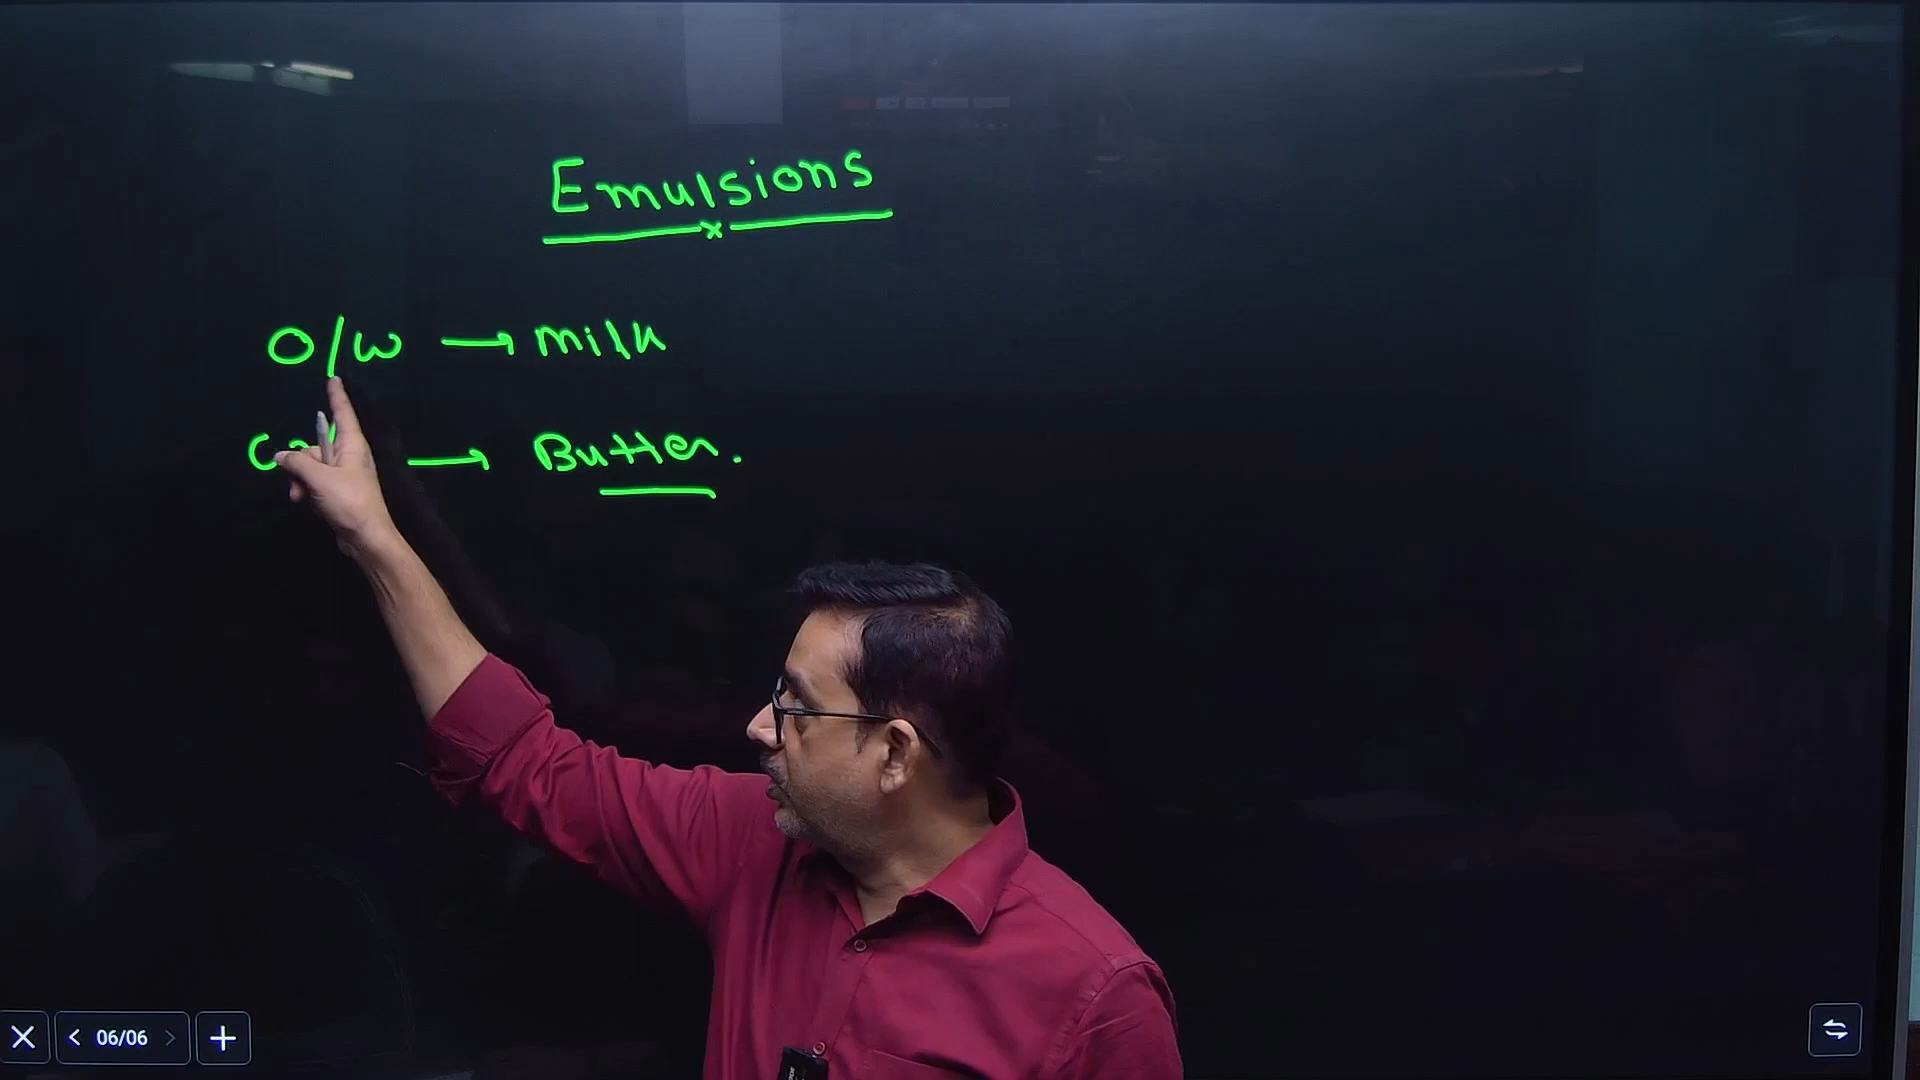 Emulsions
O/W → Milk
→ Butter.
06/06